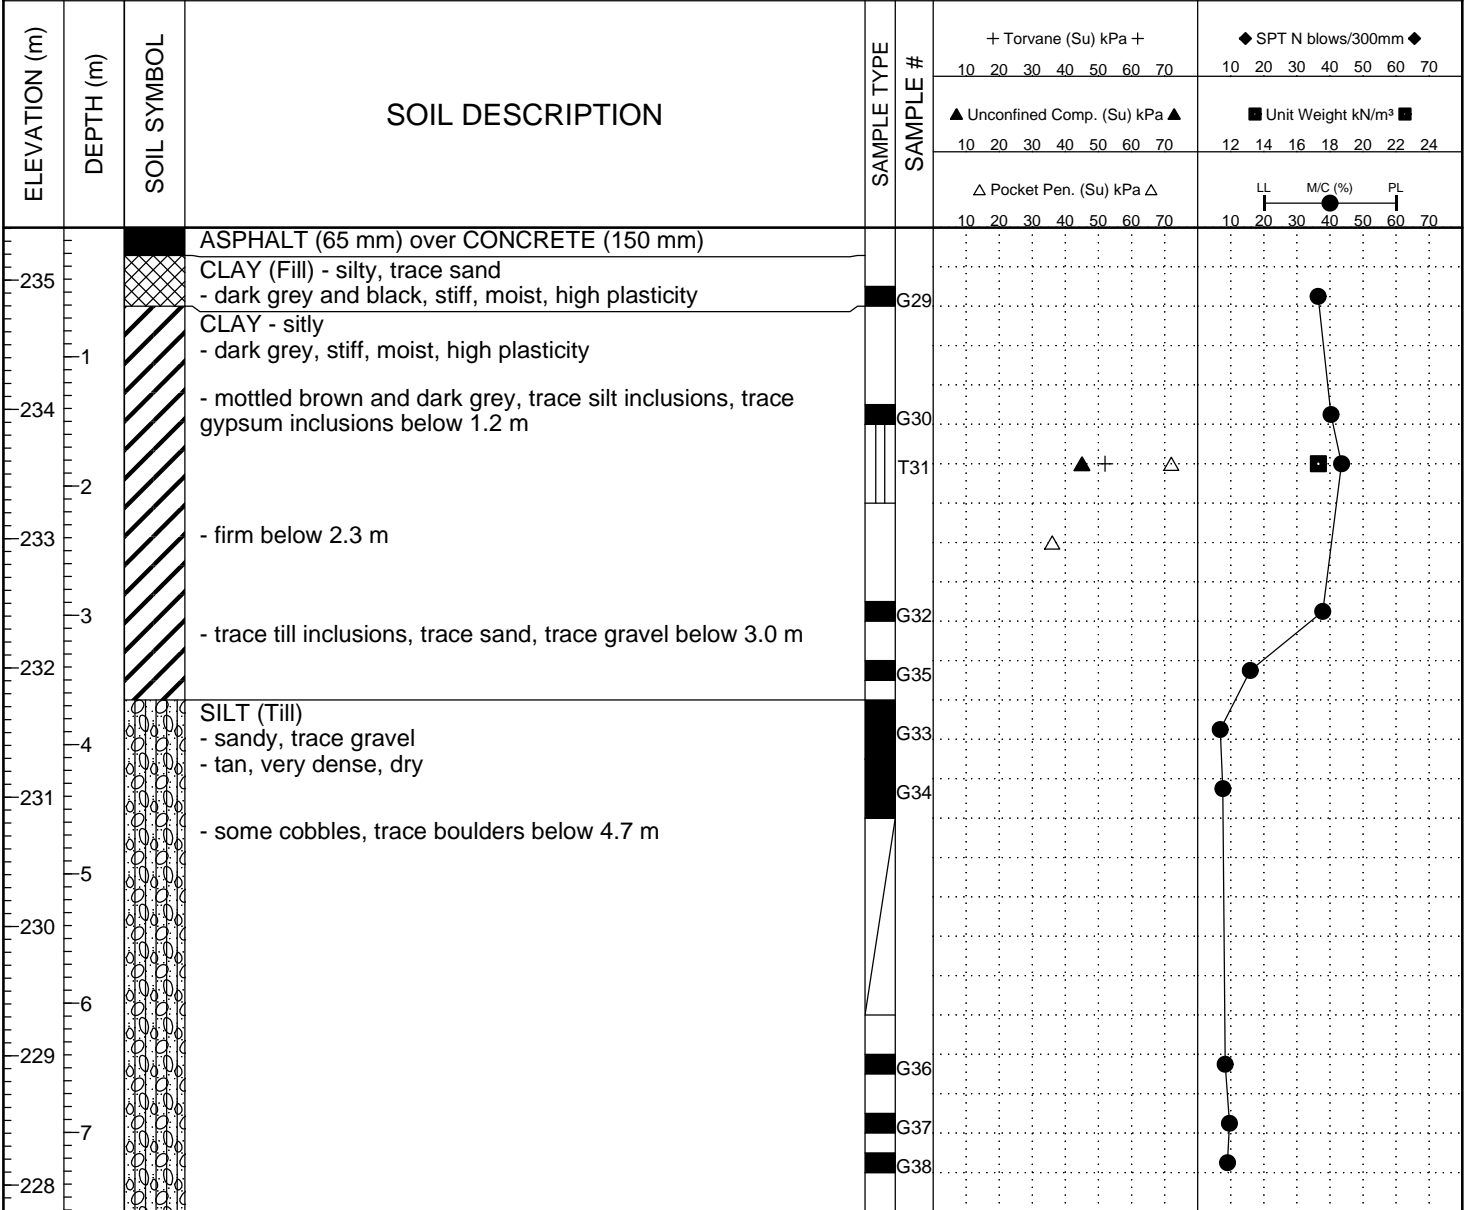 ELEVATION (m)
DEPTH (m)
SOIL SYMBOL
SOIL DESCRIPTION
SAMPLE TYPE
SAMPLE #
+ Torvane (Su) kPa +
10 20 30 40 50 60 70
▲ Unconfined Comp. (Su) kPa ▲
10 20 30 40 50 60 70
△ Pocket Pen. (Su) kPa △
10 20 30 40 50 60 70
◆ SPT N blows/300mm ◆
10 20 30 40 60 70
■ Unit Weight kN/m³ ■
12 14 16 18 20 22 24
LL M/C (%) PL
10 20 30 40 60 70
ASPHALT (65 mm) over CONCRETE (150 mm)
CLAY (Fill) - silty, trace sand
235
- dark grey and black, stiff, moist, high plasticity
G29
CLAY - sitly
1
- dark grey, stiff, moist, high plasticity
- mottled brown and dark grey, trace silt inclusions, trace
234
gypsum inclusions below 1.2 m
G30
T31
2
233
- firm below 2.3 m
3
G32
- trace till inclusions, trace sand, trace gravel below 3.0 m
232
G35
SILT (Till)
G33
4
- sandy, trace gravel
- tan, very dense, dry
231
G34
- some cobbles, trace boulders below 4.7 m
5
230
6
229
G36
7
G37
G38
228